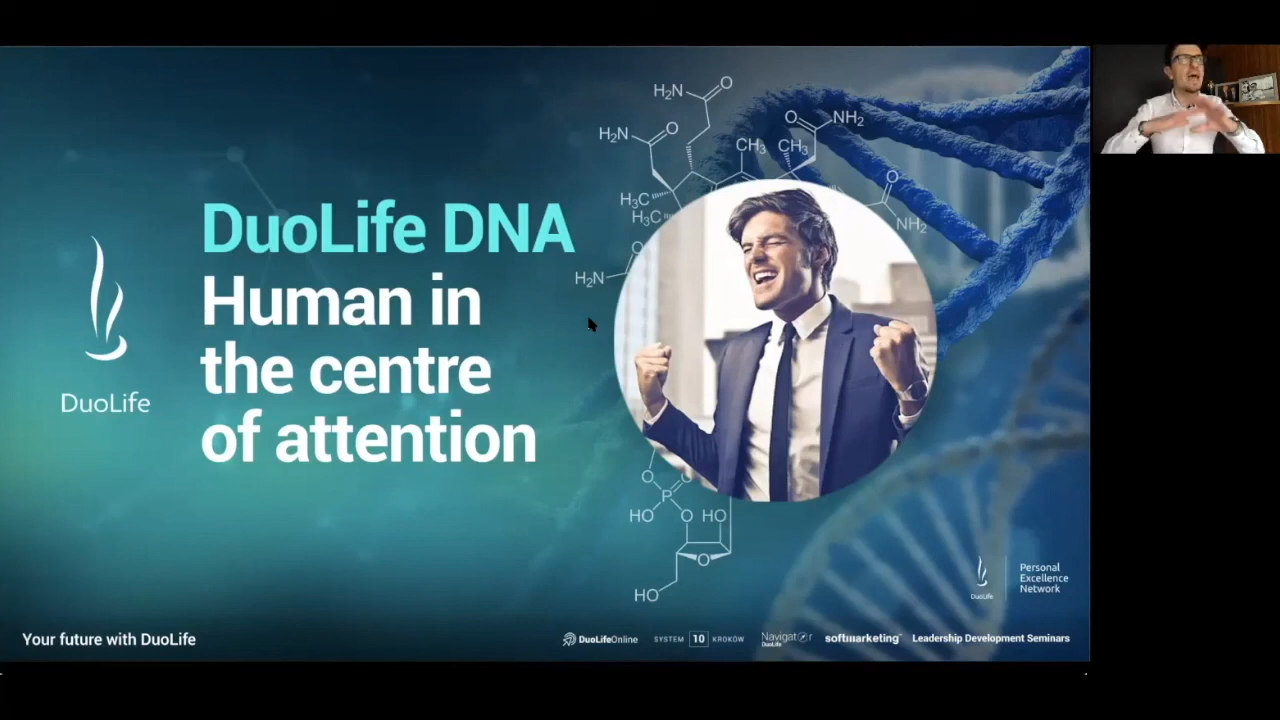 DuoLife DNA
Human in
the centre
of attention
DuoLife
H₂N
O
H₂N
O
O
NH₂
CH₃
CH₃
H₃C
H₃C
O
NH₂
O
H₂N
O
P
O
HO
O
HO
O
HO
DuoLife
Personal
Excellence
Network
Your future with DuoLife
DuoLifeOnline
SYSTEM 10 KROKÓW
Navigator
DuoLife
softmarketing
Leadership Development Seminars